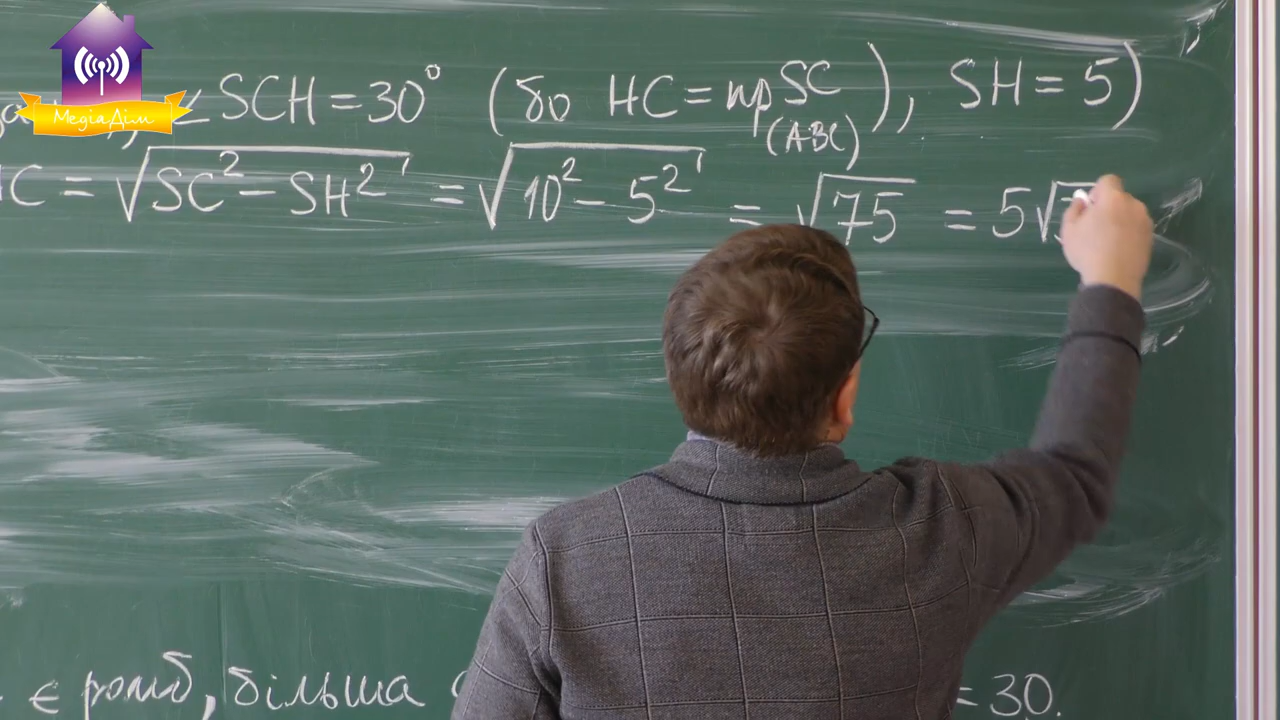 МедіаДім
∠SCH = 30° (бо HC = пр SC (ABC)), SH = 5)
HC = √SC² − SH² = √10² − 5² = √75 = 5√
є ромб, більша
= 30.